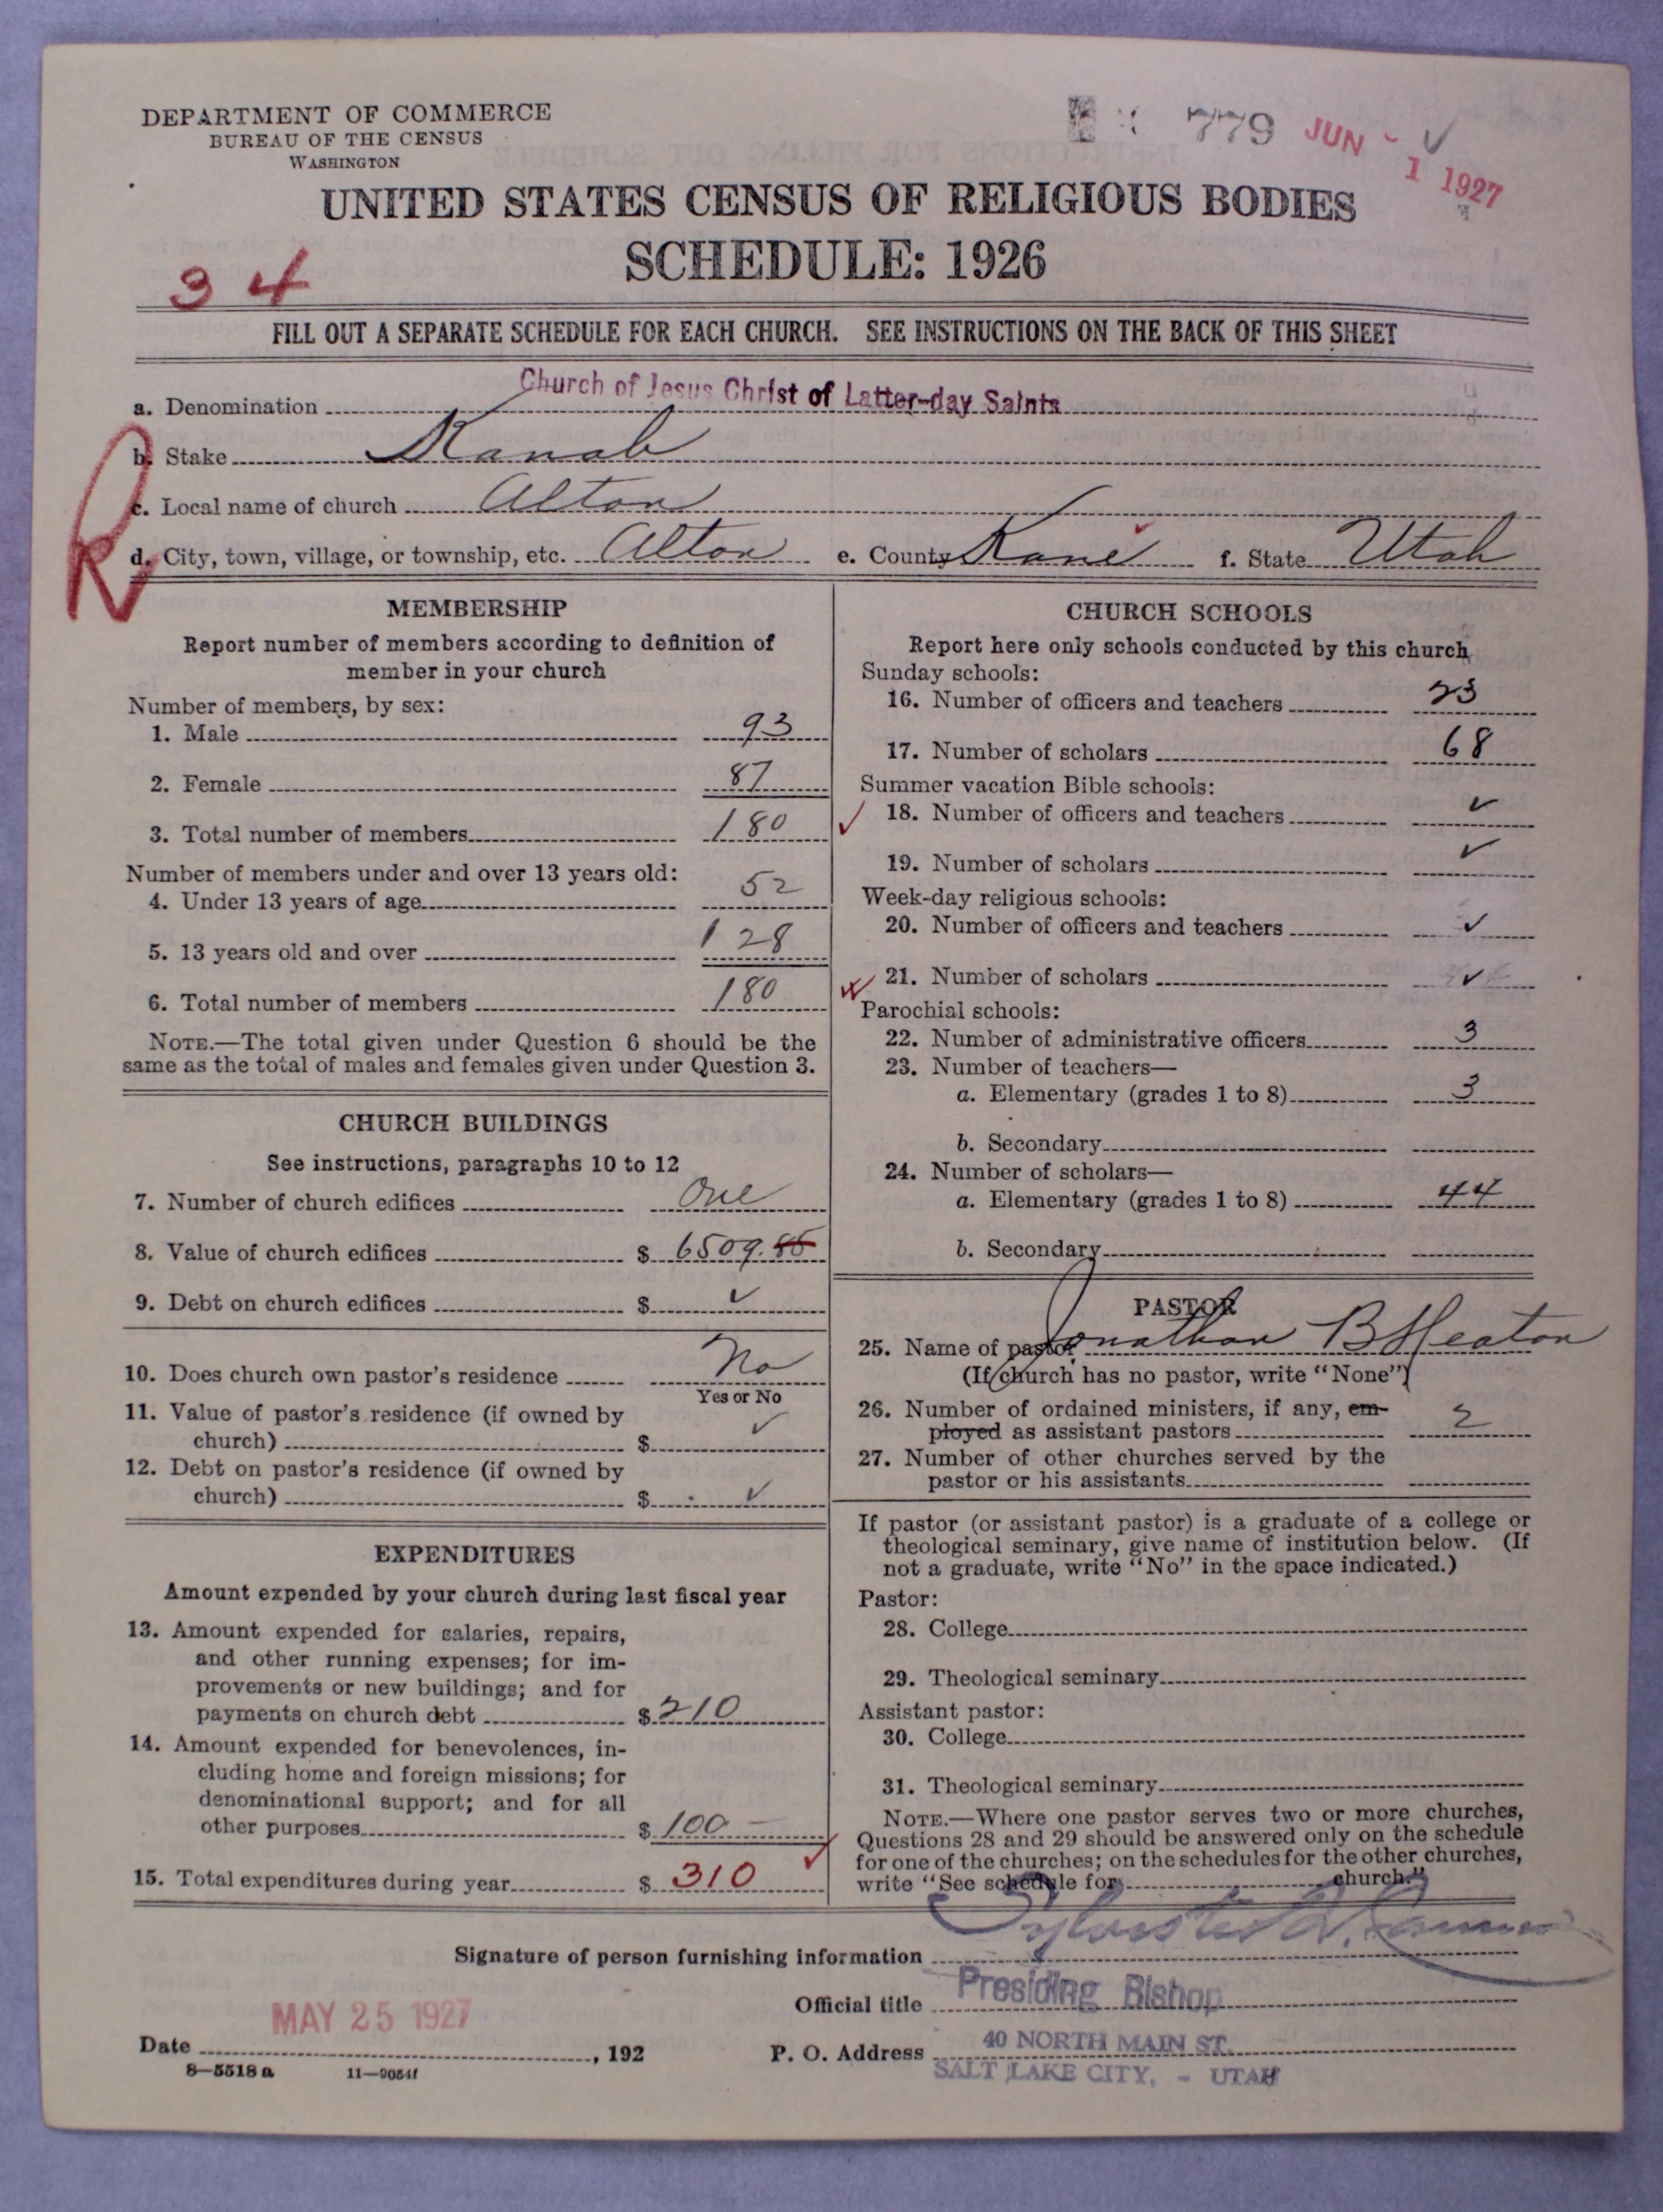 DEPARTMENT OF COMMERCE
BUREAU OF THE CENSUS
WASHINGTON
779 JUN - 1 1927
UNITED STATES CENSUS OF RELIGIOUS BODIES
SCHEDULE: 1926
34
FILL OUT A SEPARATE SCHEDULE FOR EACH CHURCH. SEE INSTRUCTIONS ON THE BACK OF THIS SHEET
a. Denomination Church of Jesus Christ of Latter-day Saints
b. Stake Kanab
c. Local name of church Alton
R
d. City, town, village, or township, etc. Alton e. County Kane f. State Utah
MEMBERSHIP
Report number of members according to definition of
member in your church
Number of members, by sex:
1. Male 93
2. Female 87
3. Total number of members 180
Number of members under and over 13 years old:
4. Under 13 years of age 52
5. 13 years old and over 128
6. Total number of members 180
NOTE.—The total given under Question 6 should be the
same as the total of males and females given under Question 3.
CHURCH BUILDINGS
See instructions, paragraphs 10 to 12
7. Number of church edifices One
8. Value of church edifices $ 6509.
9. Debt on church edifices $ ✓
10. Does church own pastor's residence No
Yes or No
11. Value of pastor's residence (if owned by
church) $ ✓
12. Debt on pastor's residence (if owned by
church) $ ✓
EXPENDITURES
Amount expended by your church during last fiscal year
13. Amount expended for salaries, repairs,
and other running expenses; for im-
provements or new buildings; and for
payments on church debt $ 210
14. Amount expended for benevolences, in-
cluding home and foreign missions; for
denominational support; and for all
other purposes $ 100 —
15. Total expenditures during year $ 310
CHURCH SCHOOLS
Report here only schools conducted by this church
Sunday schools:
16. Number of officers and teachers 23
17. Number of scholars 68
Summer vacation Bible schools:
18. Number of officers and teachers ✓
19. Number of scholars ✓
Week-day religious schools:
20. Number of officers and teachers ✓
21. Number of scholars ✓
Parochial schools:
22. Number of administrative officers 3
23. Number of teachers—
a. Elementary (grades 1 to 8) 3
b. Secondary
24. Number of scholars—
a. Elementary (grades 1 to 8) 44
b. Secondary
PASTOR
25. Name of pastor Jonathan B Heaton
(If church has no pastor, write "None")
26. Number of ordained ministers, if any, em-
ployed as assistant pastors 2
27. Number of other churches served by the
pastor or his assistants
If pastor (or assistant pastor) is a graduate of a college or
theological seminary, give name of institution below. (If
not a graduate, write "No" in the space indicated.)
Pastor:
28. College
29. Theological seminary
Assistant pastor:
30. College
31. Theological seminary
NOTE.—Where one pastor serves two or more churches,
Questions 28 and 29 should be answered only on the schedule
for one of the churches; on the schedules for the other churches,
write "See schedule for church."
Signature of person furnishing information Sylvester Q. Cannon
Official title Presiding Bishop
MAY 25 1927
Date , 192 P. O. Address 40 NORTH MAIN ST.
SALT LAKE CITY, - UTAH
8—5518 a 11—9054f